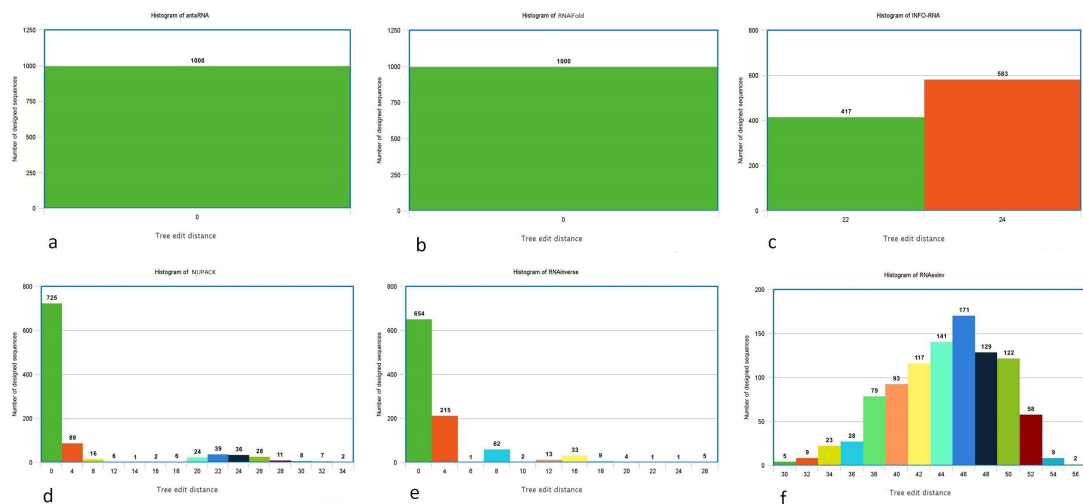 Histogram of antaRNA
Number of designed sequences
1250
1000
750
500
250
0
1000
0
Tree edit distance
a
Histogram of RNAiFold
Number of designed sequences
1250
1000
750
500
250
0
1000
0
Tree edit distance
b
Histogram of INFO-RNA
Number of designed sequences
800
600
400
200
0
417
583
22 24
Tree edit distance
c
Histogram of NUPACK
Number of designed sequences
800
600
400
200
0
725 89 16 6 1 2 6 24 39 36 28 11 8 7 2
0 4 8 12 14 16 18 20 22 24 26 28 30 32 34
Tree edit distance
d
Histogram of RNAinverse
Number of designed sequences
800
600
400
200
0
654 215 1 62 2 13 33 9 4 1 1 5
0 4 6 8 10 12 16 18 20 22 24 28
Tree edit distance
e
Histogram of RNAexinv
Number of designed sequences
200
150
100
50
0
5 9 23 28 79 93 117 141 171 129 122 58 9 2
30 32 34 36 38 40 42 44 46 48 50 52 54 56
Tree edit distance
f